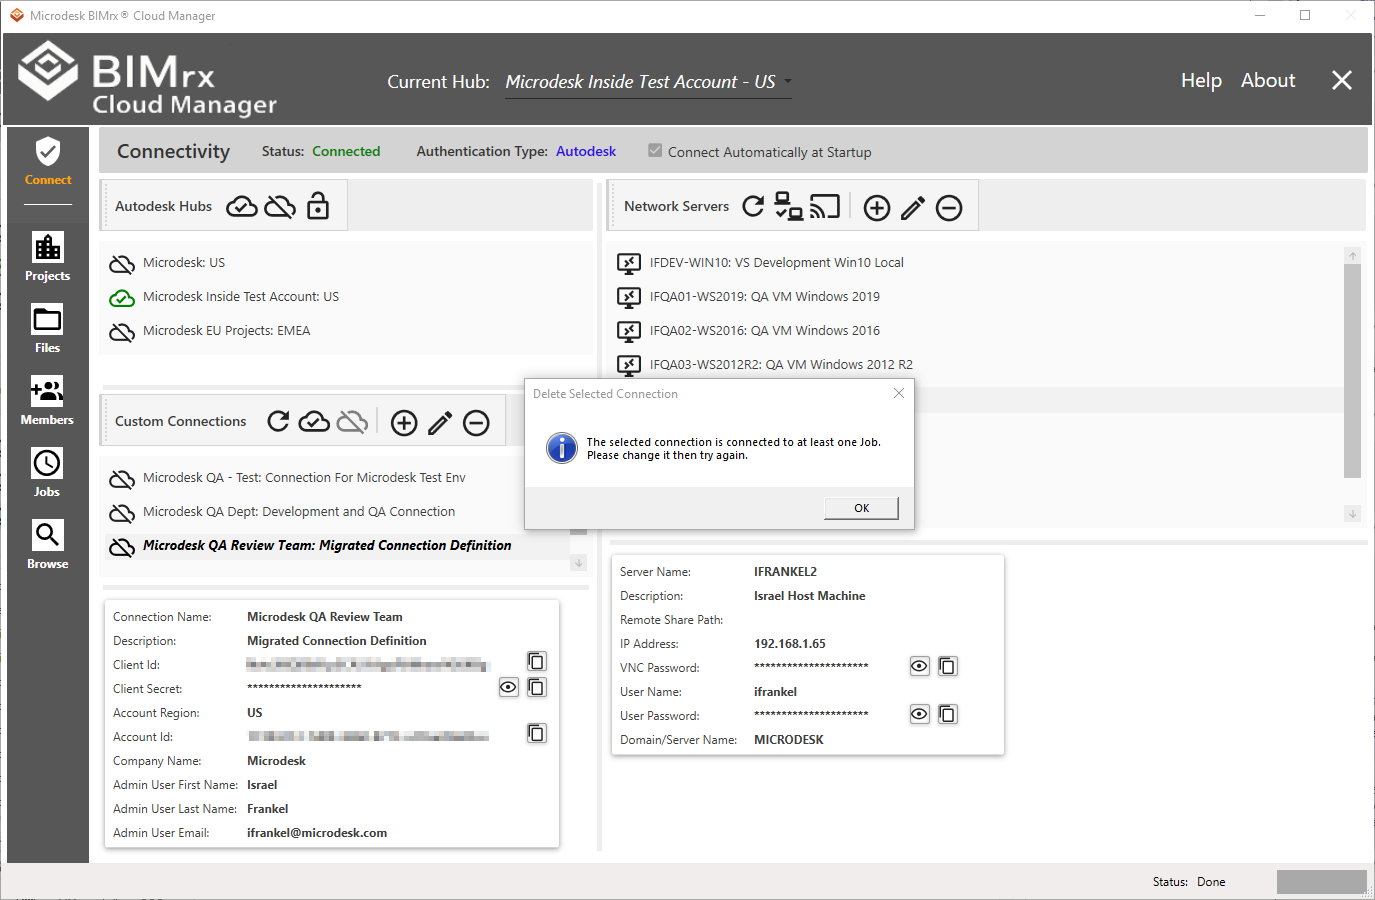 Microdesk BIMrx® Cloud Manager
BIMrx
Cloud Manager
Current Hub: Microdesk Inside Test Account - US
Help About
Connect
Projects
Files
Members
Jobs
Browse
Connectivity Status: Connected Authentication Type: Autodesk Connect Automatically at Startup
Autodesk Hubs
Microdesk: US
Microdesk Inside Test Account: US
Microdesk EU Projects: EMEA
Network Servers
IFDEV-WIN10: VS Development Win10 Local
IFQA01-WS2019: QA VM Windows 2019
IFQA02-WS2016: QA VM Windows 2016
IFQA03-WS2012R2: QA VM Windows 2012 R2
Custom Connections
Microdesk QA - Test: Connection For Microdesk Test Env
Microdesk QA Dept: Development and QA Connection
Microdesk QA Review Team: Migrated Connection Definition
Delete Selected Connection
The selected connection is connected to at least one Job.
Please change it then try again.
OK
Connection Name: Microdesk QA Review Team
Description: Migrated Connection Definition
Client Id:
Client Secret: *********************
Account Region: US
Account Id:
Company Name: Microdesk
Admin User First Name: Israel
Admin User Last Name: Frankel
Admin User Email: ifrankel@microdesk.com
Server Name: IFRANKEL2
Description: Israel Host Machine
Remote Share Path:
IP Address: 192.168.1.65
VNC Password: *********************
User Name: ifrankel
User Password: *********************
Domain/Server Name: MICRODESK
Status: Done